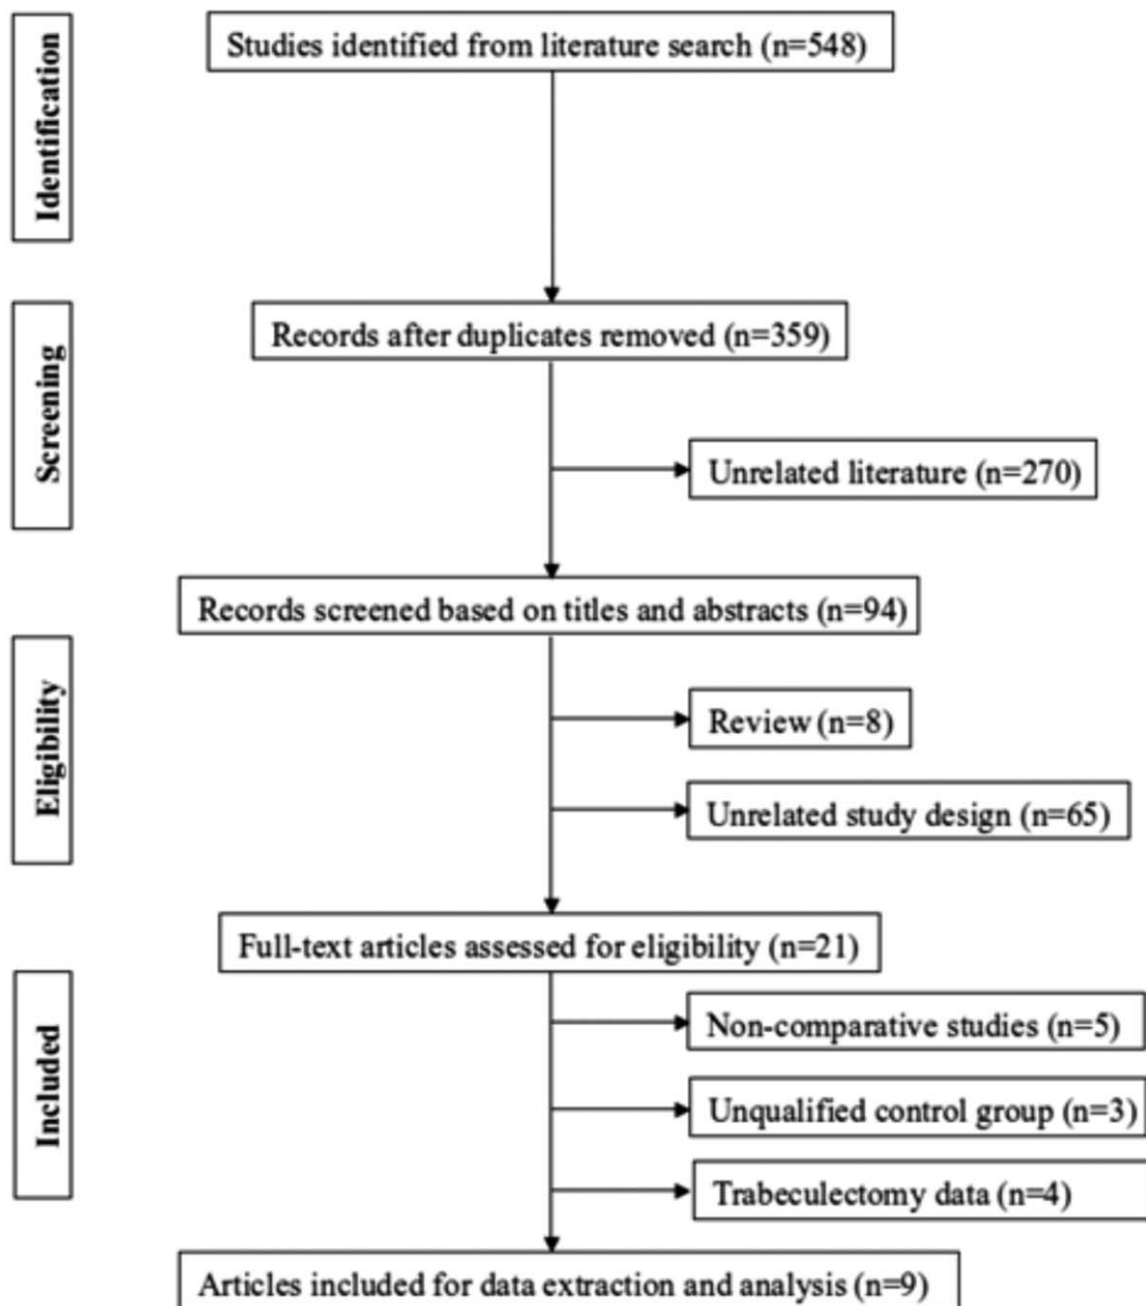 Identification
Studies identified from literature search (n=548)
Screening
Records after duplicates removed (n=359)
Unrelated literature (n=270)
Records screened based on titles and abstracts (n=94)
Eligibility
Review (n=8)
Unrelated study design (n=65)
Full-text articles assessed for eligibility (n=21)
Included
Non-comparative studies (n=5)
Unqualified control group (n=3)
Trabeculectomy data (n=4)
Articles included for data extraction and analysis (n=9)